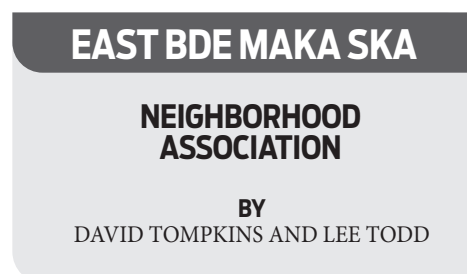 EAST BDE MAKA SKA
NEIGHBORHOOD
ASSOCIATION
BY
DAVID TOMPKINS AND LEE TODD